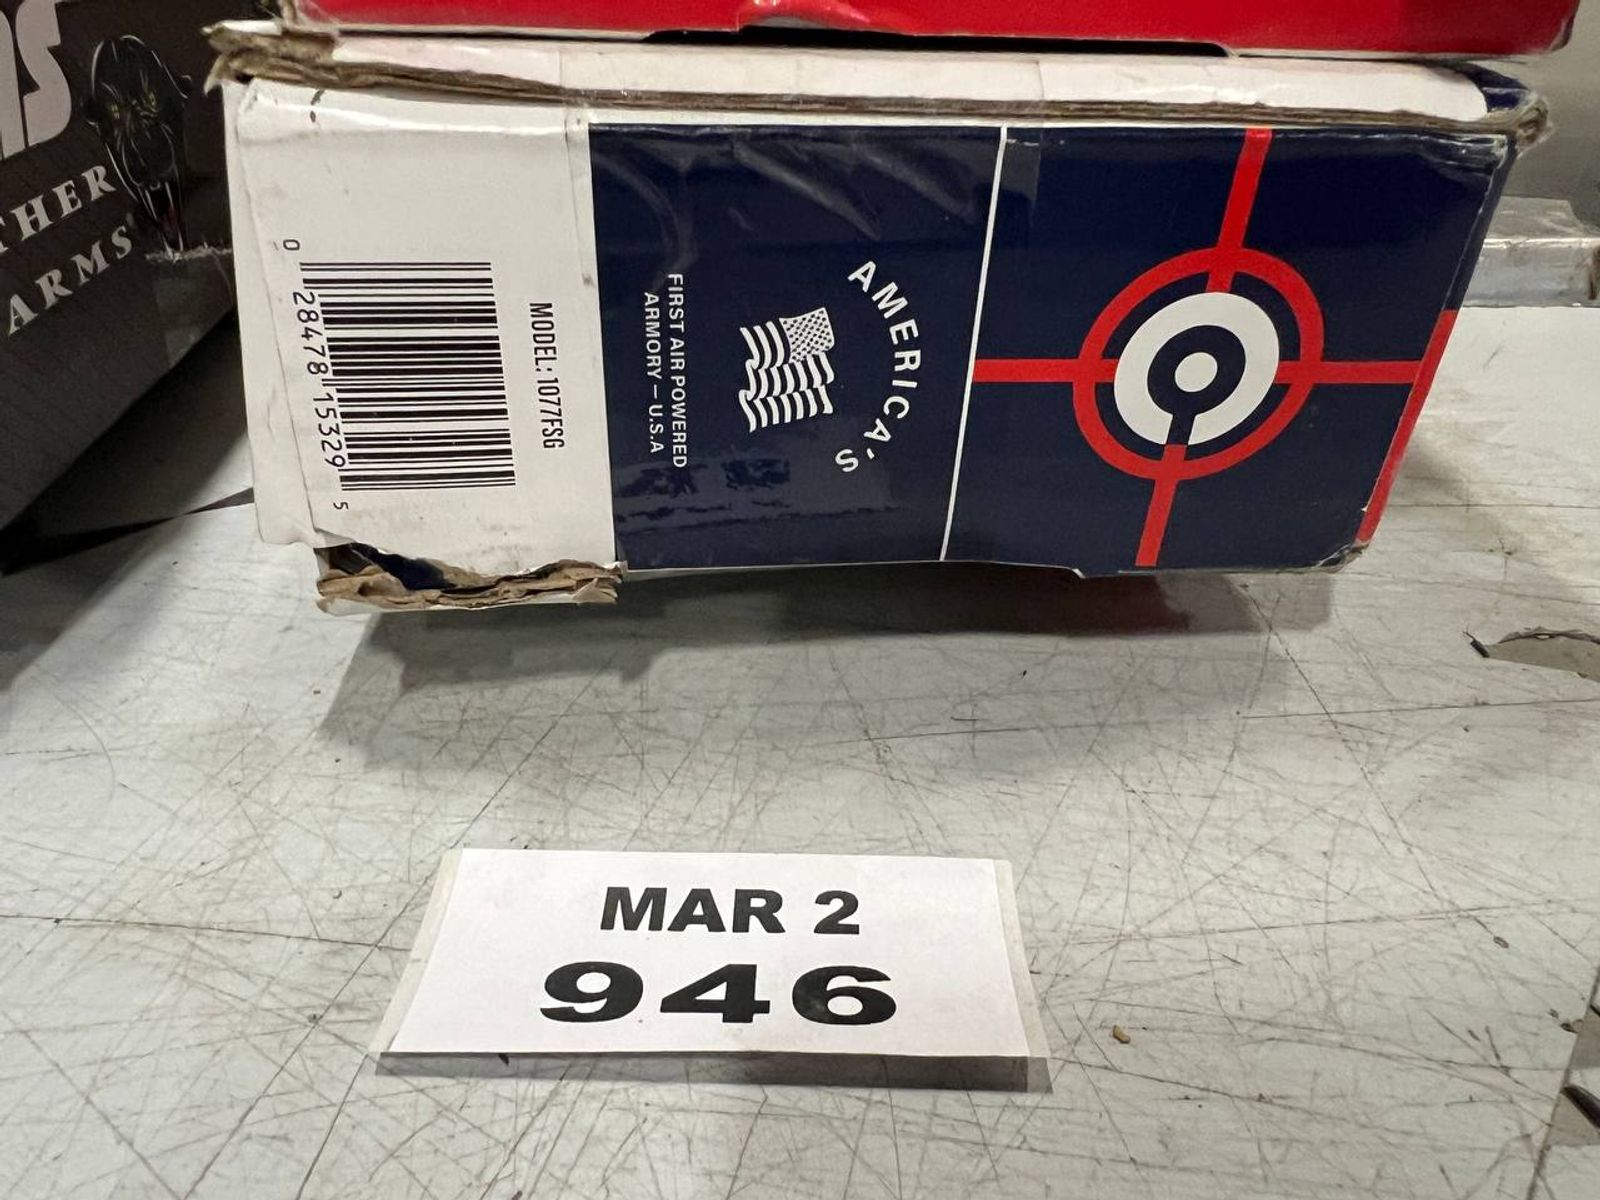 THER
ARMS
0 28478 15329 5
MODEL: 1077FSG
AMERICA'S
FIRST AIR POWERED
ARMORY – U.S.A
MAR 2
946